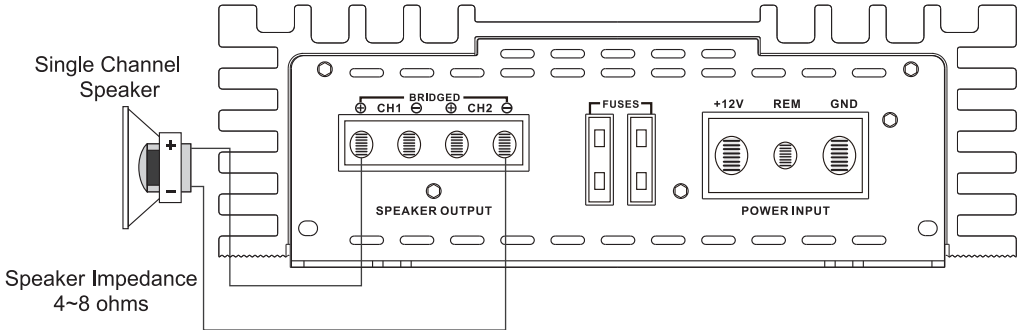 Single Channel
Speaker
+
−
BRIDGED
⊕ CH1 ⊖ ⊕ CH2 ⊖
SPEAKER OUTPUT
FUSES
+12V REM GND
POWER INPUT
Speaker Impedance
4~8 ohms